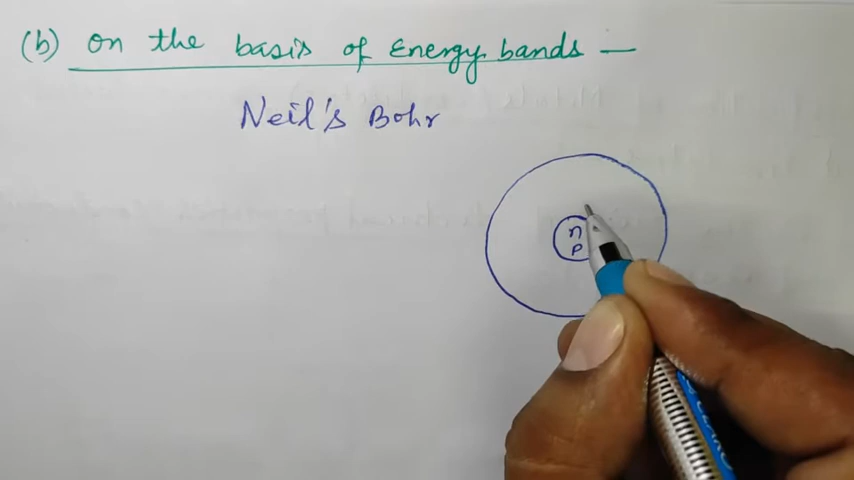 (b) on the basis of Energy bands —
Neil's Bohr
n
p